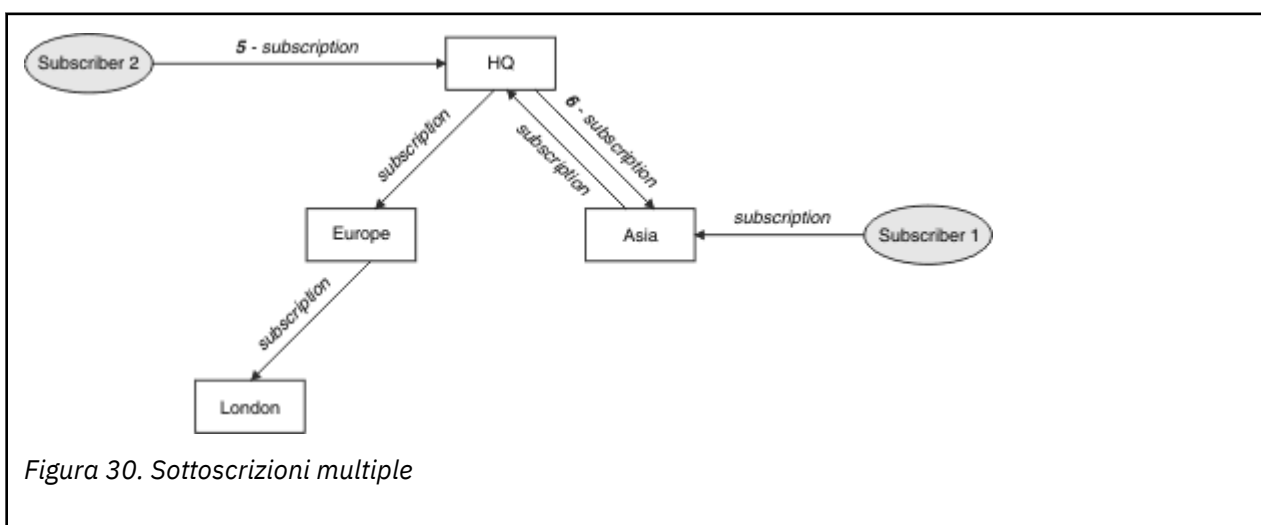 5 - subscription
Subscriber 2
HQ
6 - subscription
subscription
subscription
Europe
Asia
subscription
Subscriber 1
subscription
London
Figura 30. Sottoscrizioni multiple